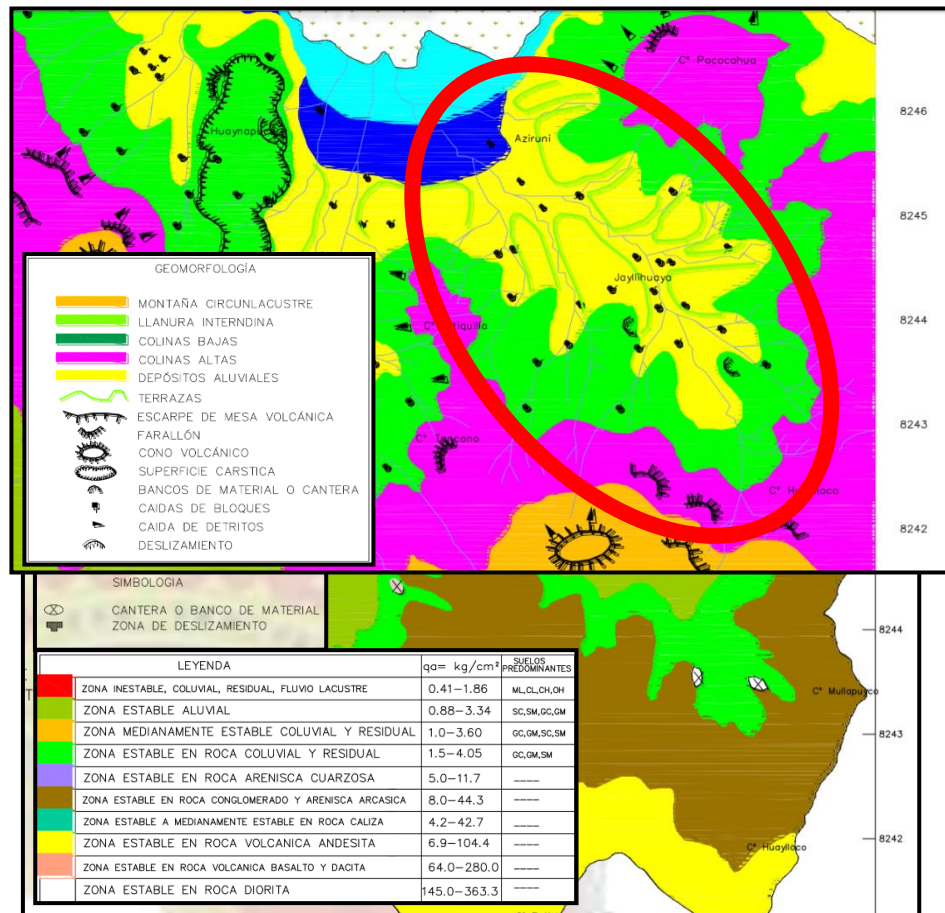 Cº Pococahua
8246
Huaynap
Aziruni
8245
GEOMORFOLOGÍA
MONTAÑA CIRCUNLACUSTRE
LLANURA INTERNDINA
COLINAS BAJAS
COLINAS ALTAS
DEPÓSITOS ALUVIALES
TERRAZAS
ESCARPE DE MESA VOLCÁNICA
FARALLÓN
CONO VOLCÁNICO
SUPERFICIE CARSTICA
BANCOS DE MATERIAL O CANTERA
CAIDAS DE BLOQUES
CAIDA DE DETRITOS
DESLIZAMIENTO
Jayllihuaya
8244
8243
8242
SIMBOLOGIA
CANTERA O BANCO DE MATERIAL
ZONA DE DESLIZAMIENTO
8244
Cº Mullapuyco
8243
8242
Cº Huaylloco
LEYENDA qa= kg/cm² SUELOS PREDOMINANTES
ZONA INESTABLE, COLUVIAL, RESIDUAL, FLUVIO LACUSTRE 0.41-1.86 ML,CL,CH,OH
ZONA ESTABLE ALUVIAL 0.88-3.34 SC,SM,GC,GM
ZONA MEDIANAMENTE ESTABLE COLUVIAL Y RESIDUAL 1.0-3.60 GC,GM,SC,SM
ZONA ESTABLE EN ROCA COLUVIAL Y RESIDUAL 1.5-4.05 GC,GM,SM
ZONA ESTABLE EN ROCA ARENISCA CUARZOSA 5.0-11.7 ----
ZONA ESTABLE EN ROCA CONGLOMERADO Y ARENISCA ARCASICA 8.0-44.3 ----
ZONA ESTABLE A MEDIANAMENTE ESTABLE EN ROCA CALIZA 4.2-42.7 ----
ZONA ESTABLE EN ROCA VOLCANICA ANDESITA 6.9-104.4 ----
ZONA ESTABLE EN ROCA VOLCANICA BASALTO Y DACITA 64.0-280.0 ----
ZONA ESTABLE EN ROCA DIORITA 145.0-363.3 ----